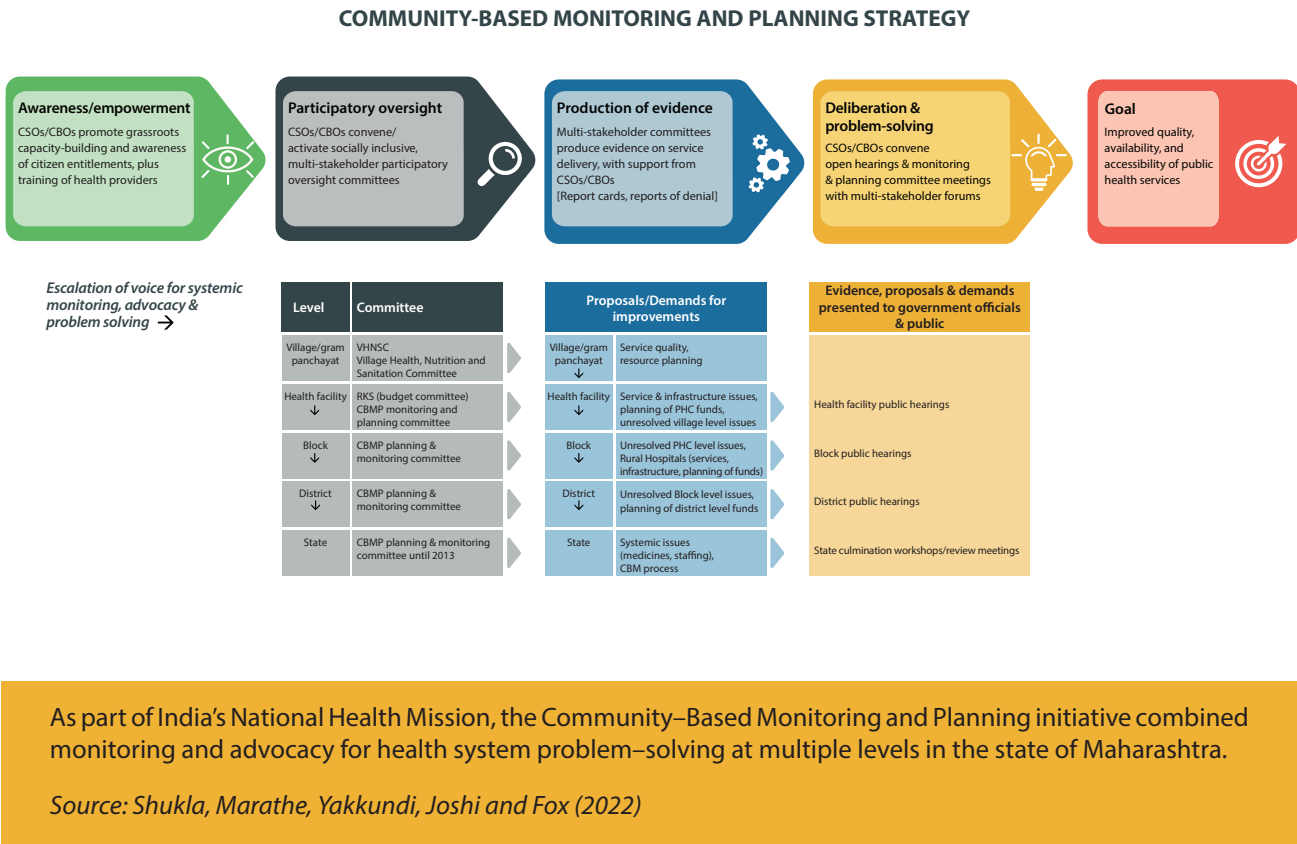 COMMUNITY-BASED MONITORING AND PLANNING STRATEGY
Awareness/empowerment
CSOs/CBOs promote grassroots
capacity-building and awareness
of citizen entitlements, plus
training of health providers
Participatory oversight
CSOs/CBOs convene/
activate socially inclusive,
multi-stakeholder participatory
oversight committees
Production of evidence
Multi-stakeholder committees
produce evidence on service
delivery, with support from
CSOs/CBOs
[Report cards, reports of denial]
Deliberation &
problem-solving
CSOs/CBOs convene
open hearings & monitoring
& planning committee meetings
with multi-stakeholder forums
Goal
Improved quality,
availability, and
accessibility of public
health services
Escalation of voice for systemic
monitoring, advocacy &
problem solving →
Level
Committee
Village/gram
panchayat
VHNSC
Village Health, Nutrition and
Sanitation Committee
Health facility
↓
RKS (budget committee)
CBMP monitoring and
planning committee
Block
↓
CBMP planning &
monitoring committee
District
↓
CBMP planning &
monitoring committee
State
CBMP planning & monitoring
committee until 2013
Proposals/Demands for
improvements
Village/gram
panchayat
↓
Service quality,
resource planning
Health facility
↓
Service & infrastructure issues,
planning of PHC funds,
unresolved village level issues
Block
↓
Unresolved PHC level issues,
Rural Hospitals (services,
infrastructure, planning of funds)
District
↓
Unresolved Block level issues,
planning of district level funds
State
Systemic issues
(medicines, staffing),
CBM process
Evidence, proposals & demands
presented to government officials
& public
Health facility public hearings
Block public hearings
District public hearings
State culmination workshops/review meetings
As part of India's National Health Mission, the Community–Based Monitoring and Planning initiative combined
monitoring and advocacy for health system problem–solving at multiple levels in the state of Maharashtra.
Source: Shukla, Marathe, Yakkundi, Joshi and Fox (2022)